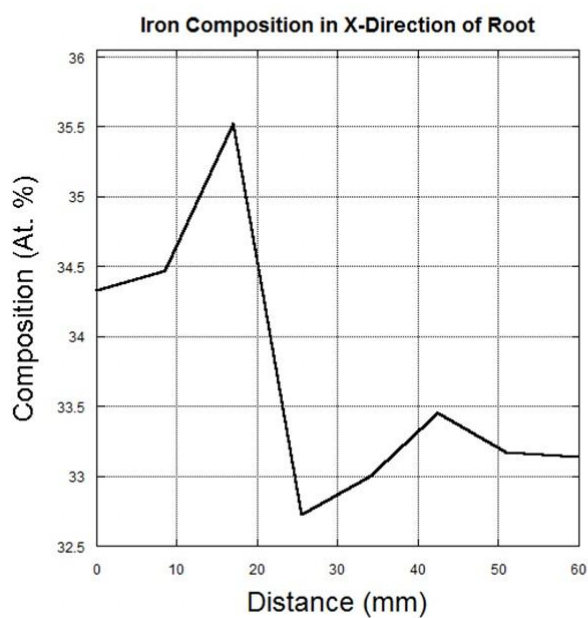 Iron Composition in X-Direction of Root
36
35.5
35
34.5
34
33.5
33
32.5
Composition (At. %)
0 10 20 30 40 50 60
Distance (mm)